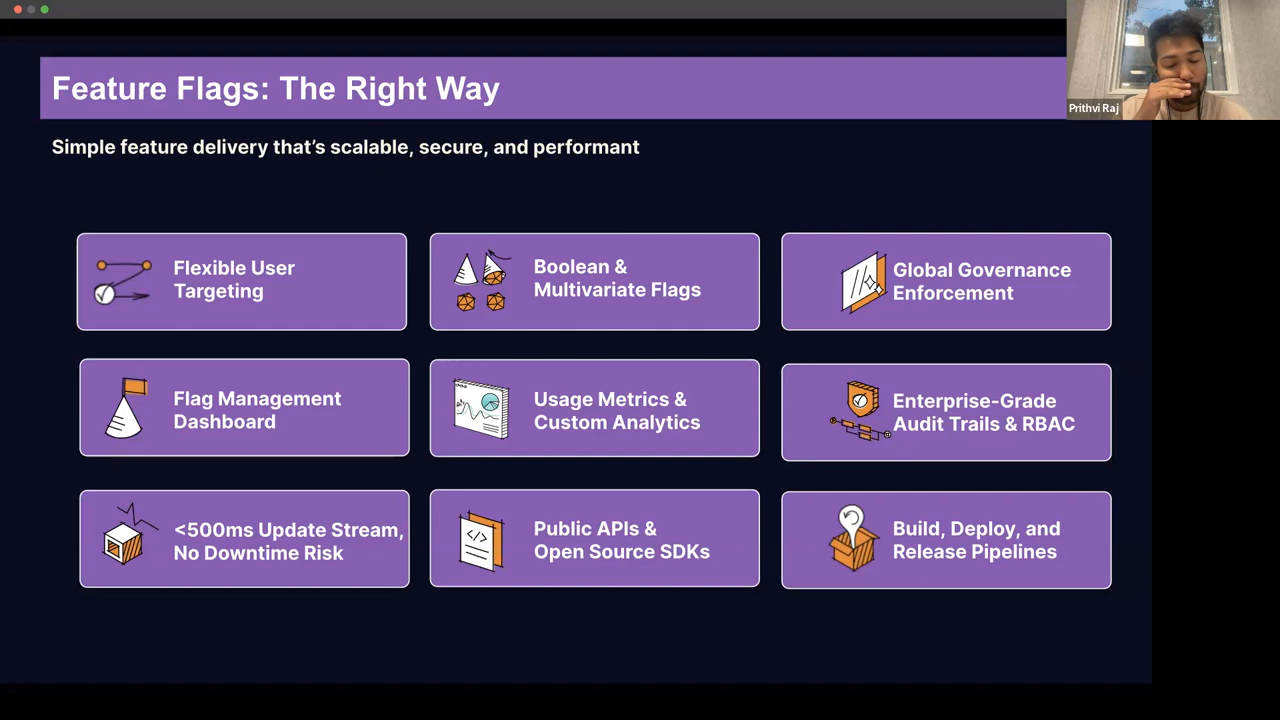 Feature Flags: The Right Way
Prithvi Raj
Simple feature delivery that's scalable, secure, and performant
Flexible User
Targeting
Boolean &
Multivariate Flags
Global Governance
Enforcement
Flag Management
Dashboard
Usage Metrics &
Custom Analytics
Enterprise-Grade
Audit Trails & RBAC
<500ms Update Stream,
No Downtime Risk
Public APIs &
Open Source SDKs
Build, Deploy, and
Release Pipelines